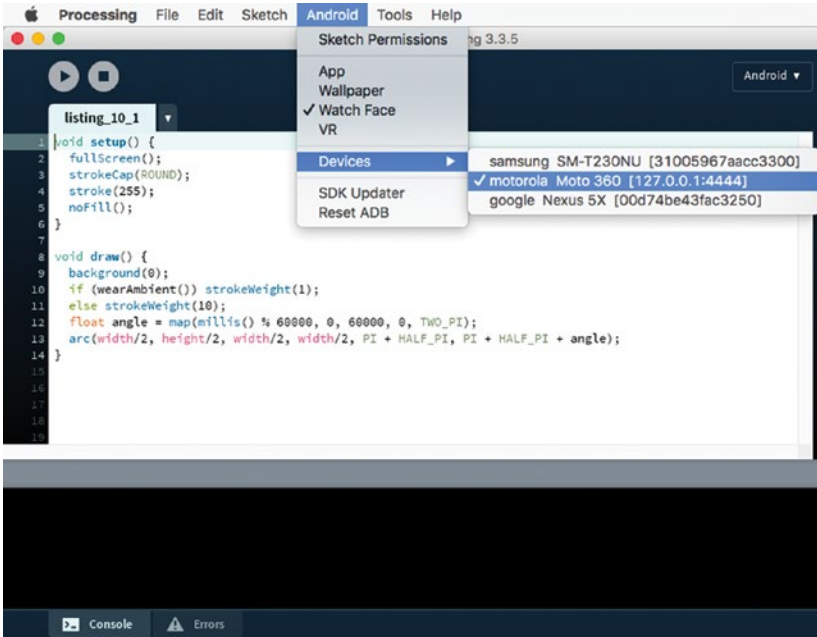 Processing File Edit Sketch Android Tools Help
ng 3.3.5
Sketch Permissions
App
Wallpaper
✓ Watch Face
VR
Devices
SDK Updater
Reset ADB
samsung SM-T230NU [31005967aacc3300]
✓ motorola Moto 360 [127.0.0.1:4444]
google Nexus 5X [00d74be43fac3250]
Android ▾
listing_10_1
1 void setup() {
2 fullScreen();
3 strokeCap(ROUND);
4 stroke(255);
5 noFill();
6 }
7
8 void draw() {
9 background(0);
10 if (wearAmbient()) strokeWeight(1);
11 else strokeWeight(10);
12 float angle = map(millis() % 60000, 0, 60000, 0, TWO_PI);
13 arc(width/2, height/2, width/2, width/2, PI + HALF_PI, PI + HALF_PI + angle);
14 }
15
16
17
18
19
Console Errors